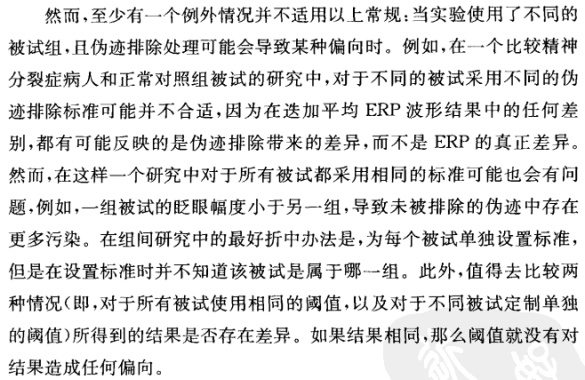 然而,至少有一个例外情况并不适用以上常规:当实验使用了不同的
被试组,且伪迹排除处理可能会导致某种偏向时。例如,在一个比较精神
分裂症病人和正常对照组被试的研究中,对于不同的被试采用不同的伪
迹排除标准可能并不合适,因为在迭加平均 ERP 波形结果中的任何差
别,都有可能反映的是伪迹排除带来的差异,而不是 ERP 的真正差异。
然而,在这样一个研究中对于所有被试都采用相同的标准可能也会有问
题,例如,一组被试的眨眼幅度小于另一组,导致未被排除的伪迹中存在
更多污染。在组间研究中的最好折中办法是,为每个被试单独设置标准,
但是在设置标准时并不知道该被试是属于哪一组。此外,值得去比较两
种情况(即,对于所有被试使用相同的阈值,以及对于不同被试定制单独
的阈值)所得到的结果是否存在差异。如果结果相同,那么阈值就没有对
结果造成任何偏向。